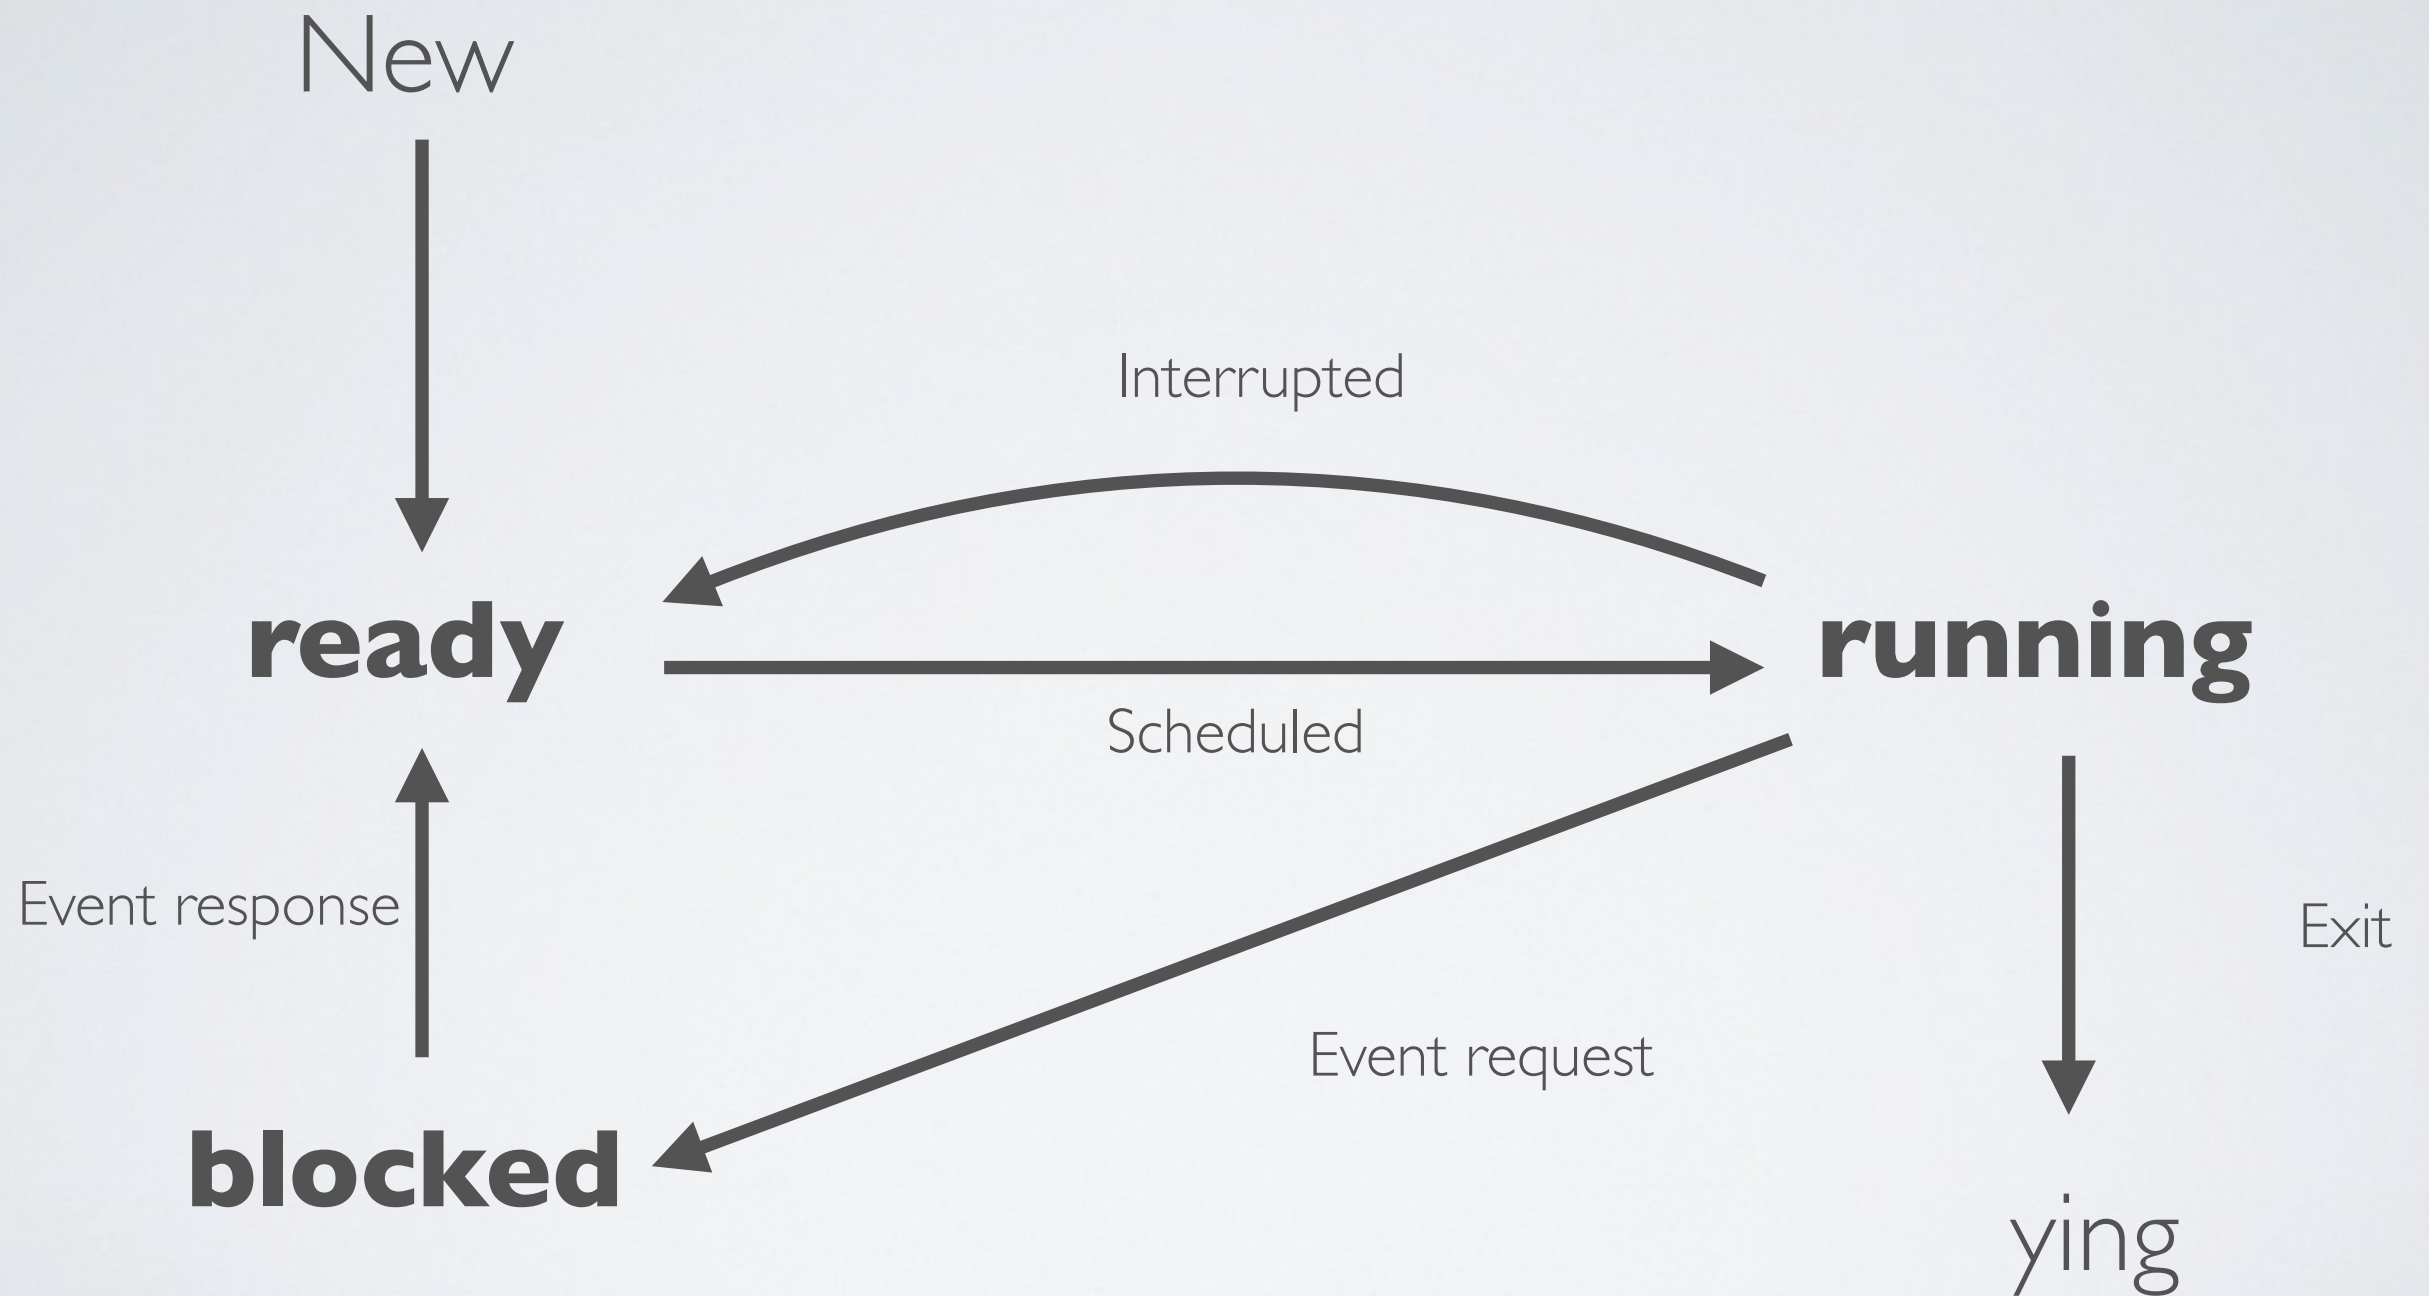 New
Interrupted
ready
running
Scheduled
Event response
Exit
Event request
blocked
ying